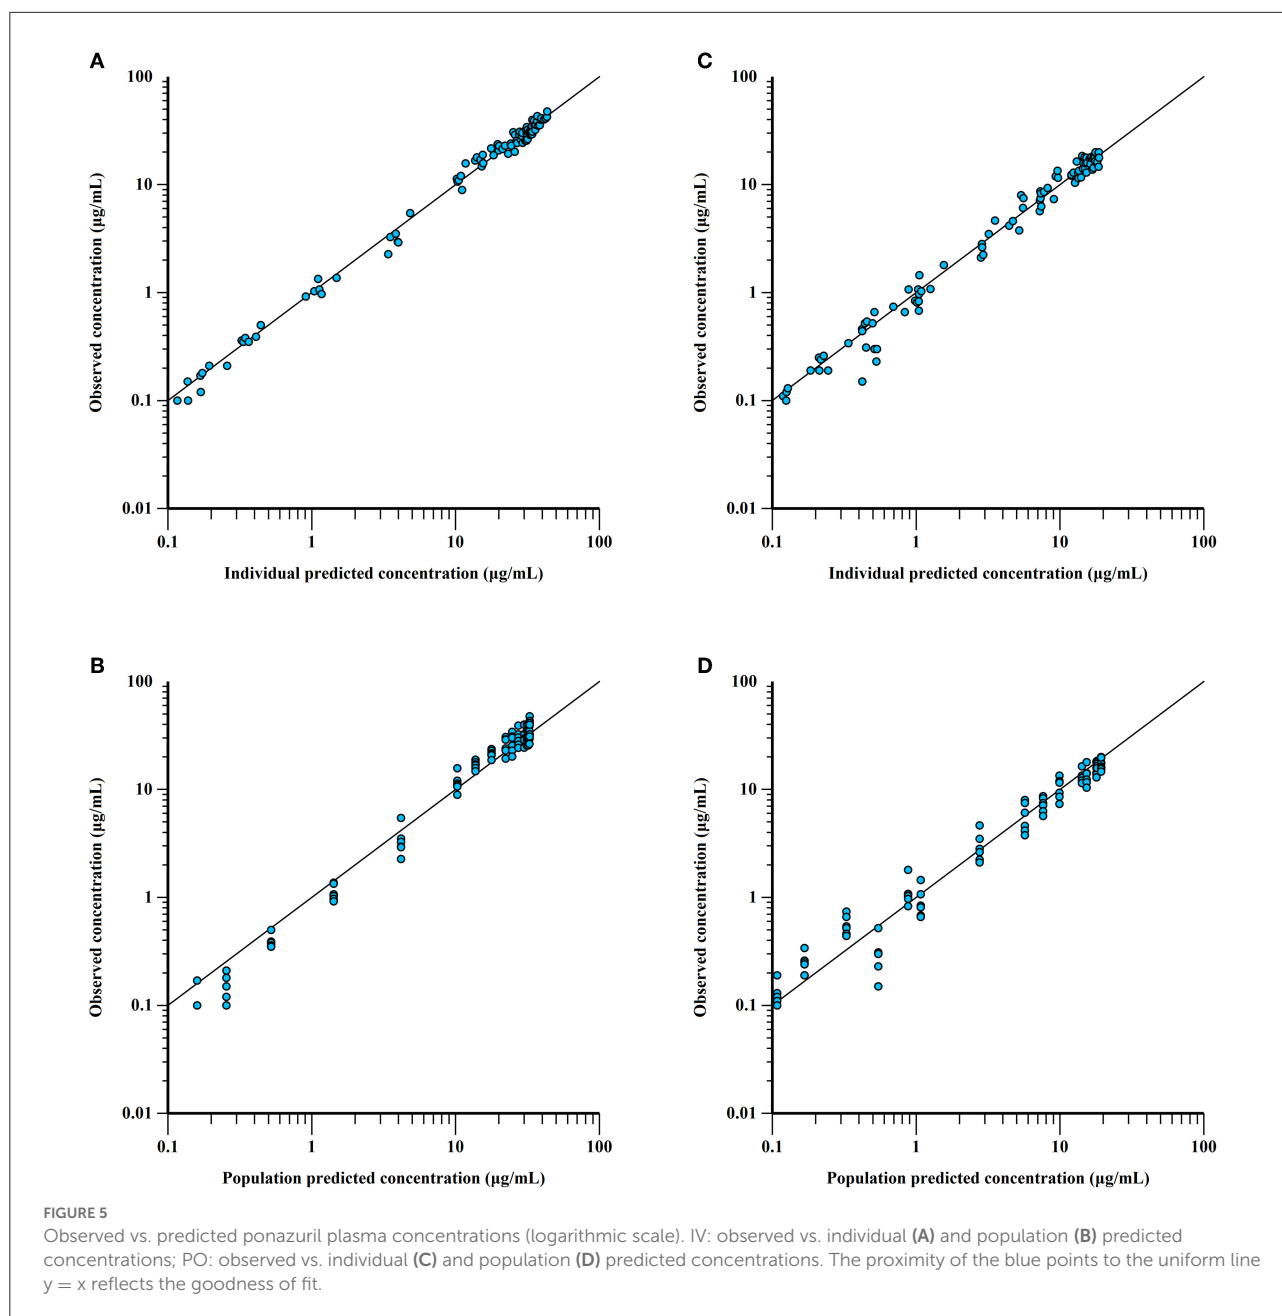 A
100
10
1
0.1
0.01
0.1
1
10
100
Observed concentration (µg/mL)
Individual predicted concentration (µg/mL)
C
100
10
1
0.1
0.01
0.1
1
10
100
Observed concentration (µg/mL)
Individual predicted concentration (µg/mL)
B
100
10
1
0.1
0.01
0.1
1
10
100
Observed concentration (µg/mL)
Population predicted concentration (µg/mL)
D
100
10
1
0.1
0.01
0.1
1
10
100
Observed concentration (µg/mL)
Population predicted concentration (µg/mL)
FIGURE 5
Observed vs. predicted ponazuril plasma concentrations (logarithmic scale). IV: observed vs. individual (A) and population (B) predicted
concentrations; PO: observed vs. individual (C) and population (D) predicted concentrations. The proximity of the blue points to the uniform line
y = x reflects the goodness of fit.